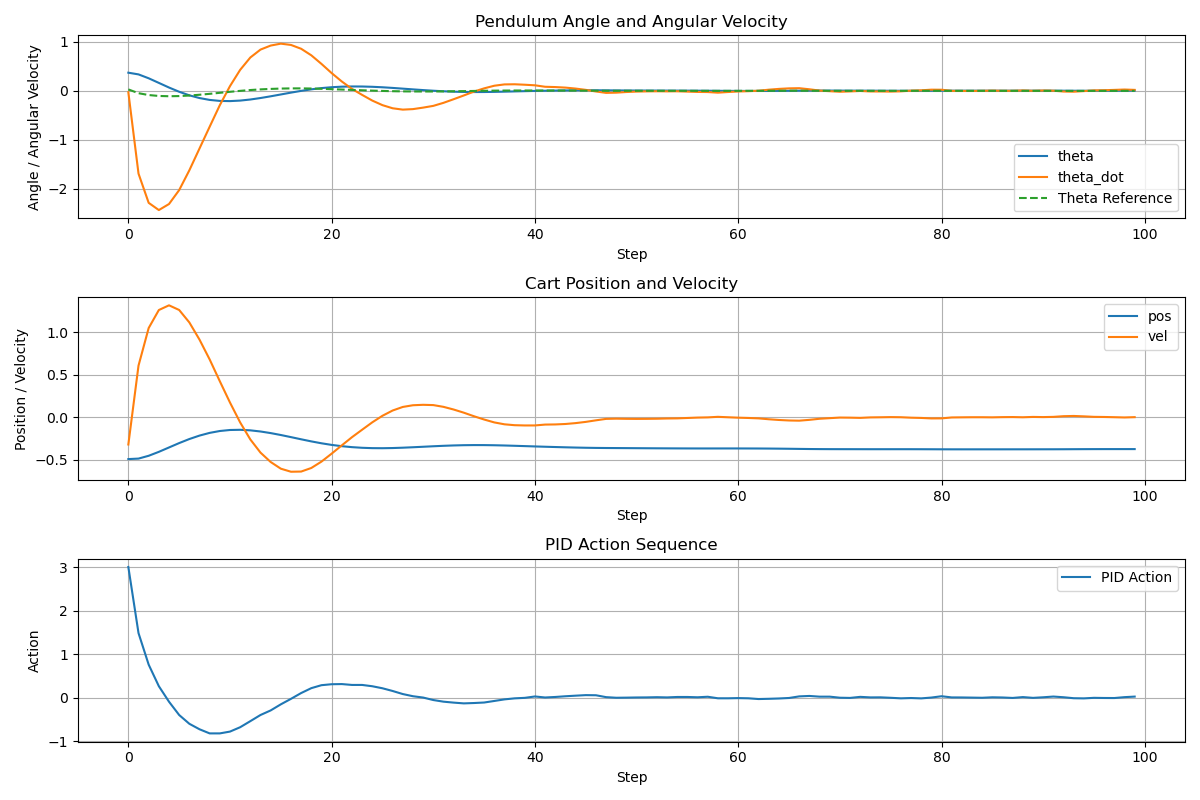 Pendulum Angle and Angular Velocity
Angle / Angular Velocity
1
0
−1
−2
theta
theta_dot
Theta Reference
0 20 40 60 80 100
Step
Cart Position and Velocity
Position / Velocity
1.0
0.5
0.0
−0.5
pos
vel
0 20 40 60 80 100
Step
PID Action Sequence
Action
3
2
1
0
−1
PID Action
0 20 40 60 80 100
Step